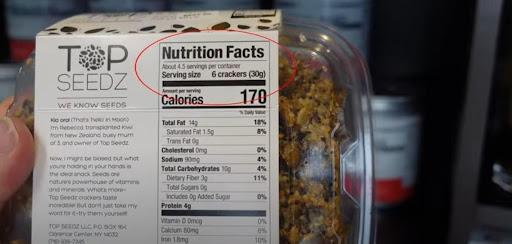 TOP
SEEDZ
WE KNOW SEEDS
Kia ora! (That's 'hello' in Maori)
I'm Rebecca, transplanted Kiwi
from New Zealand, busy mum
of 3, and owner of Top Seedz.
Now, I might be biased but what
you're holding in your hands is
the ideal snack. Seeds are
nature's powerhouse of vitamins
and minerals. What's more-
Top Seedz crackers taste
incredible! But don't just take my
word for it-try them yourself!
TOP SEEDZ LLC, P.O. BOX 164
Clarence Center, NY 14032
Nutrition Facts
About 4.5 servings per container
Serving size 6 crackers (30g)
Amount per serving
Calories 170
% Daily Value
Total Fat 14g 18%
Saturated Fat 1.5g 8%
Trans Fat 0g
Cholesterol 0mg 0%
Sodium 90mg 4%
Total Carbohydrates 10g 4%
Dietary Fiber 3g 11%
Total Sugars 0g
Includes 0g Added Sugar 0%
Protein 4g
Vitamin D 0mcg 0%
Calcium 80mg 6%
Iron 1.8mg 10%